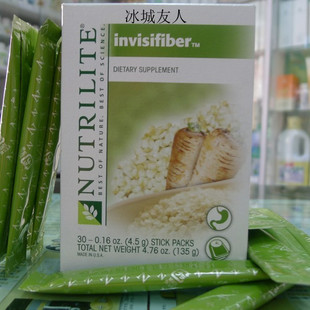 冰城友人
invisifiber™
DIETARY SUPPLEMENT
NUTRILITE®
BEST OF NATURE. BEST OF SCIENCE.
30 – 0.16 oz. (4.5 g) STICK PACKS
TOTAL NET WEIGHT 4.76 oz. (135 g)
MADE IN U.S.A.